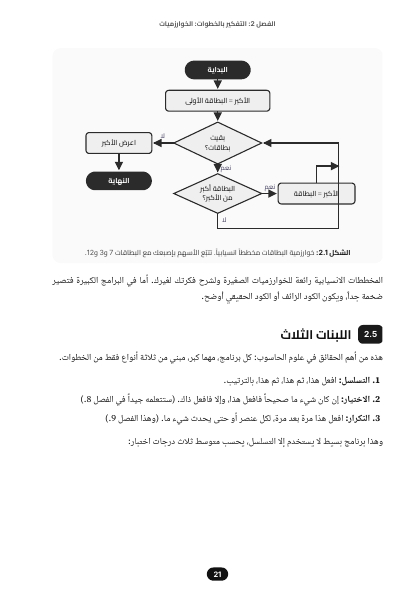 الفصل 2: التفكير بالخطوات: الخوارزميات
البداية
الأكبر = البطاقة الأولى
بقيت
بطاقات؟
لا
اعرض الأكبر
النهاية
نعم
البطاقة أكبر
من الأكبر؟
نعم
الأكبر = البطاقة
لا
الشكل 2.1: خوارزمية البطاقات مخططاً انسيابياً. تتبّع الأسهم بإصبعك مع البطاقات 7 و3 و12.
المخططات الانسيابية رائعة للخوارزميات الصغيرة ولشرح فكرتك لغيرك. أما في البرامج الكبيرة فتصير
ضخمة جداً، ويكون الكود الزائف أو الكود الحقيقي أوضح.
2.5 اللبنات الثلاث
هذه من أهم الحقائق في علوم الحاسوب: كل برنامج، مهما كبر، مبني من ثلاثة أنواع فقط من الخطوات.
1. التسلسل: افعل هذا، ثم هذا، ثم هذا، بالترتيب.
2. الاختيار: إن كان شيء ما صحيحاً فافعل هذا، وإلا فافعل ذاك. (ستتعلمه جيداً في الفصل 8.)
3. التكرار: افعل هذا مرة بعد مرة، لكل عنصر أو حتى يحدث شيء ما. (وهذا الفصل 9.)
وهذا برنامج بسيط لا يستخدم إلا التسلسل، يحسب متوسط ثلاث درجات اختبار:
21